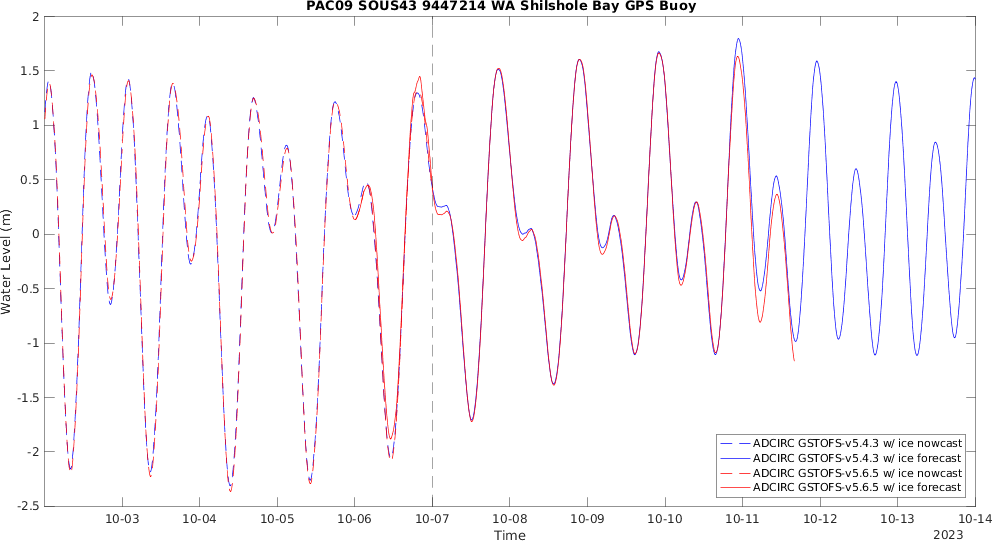 PAC09 SOUS43 9447214 WA Shilshole Bay GPS Buoy
2
1.5
1
0.5
0
-0.5
-1
-1.5
-2
-2.5
Water Level (m)
ADCIRC GSTOFS-v5.4.3 w/ ice nowcast
ADCIRC GSTOFS-v5.4.3 w/ ice forecast
ADCIRC GSTOFS-v5.6.5 w/ ice nowcast
ADCIRC GSTOFS-v5.6.5 w/ ice forecast
10-03 10-04 10-05 10-06 10-07 10-08 10-09 10-10 10-11 10-12 10-13 10-14
Time
2023